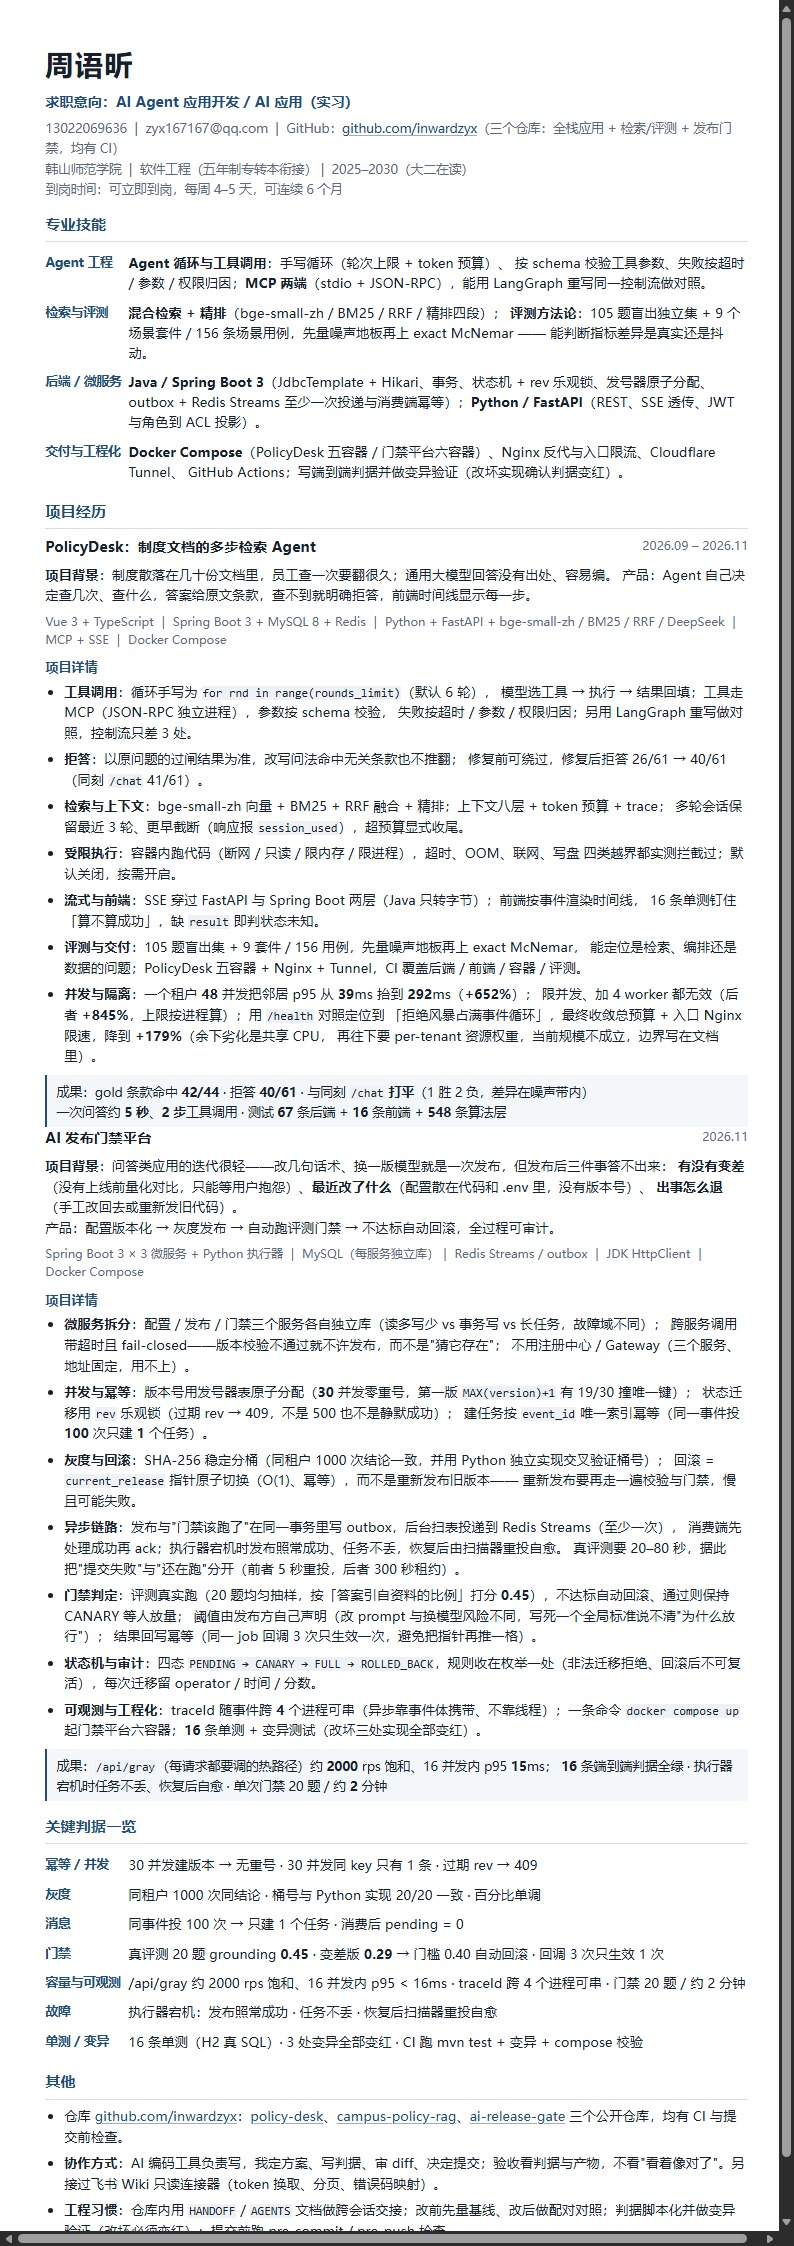 周语昕
求职意向：AI Agent 应用开发 / AI 应用（实习）
13022069636 | zyx167167@qq.com | GitHub：github.com/inwardzyx（三个仓库：全栈应用 + 检索/评测 + 发布门
禁，均有 CI）
韩山师范学院 | 软件工程（五年制专转本衔接） | 2025–2030（大二在读）
到岗时间：可立即到岗，每周 4–5 天，可连续 6 个月
专业技能
Agent 工程 Agent 循环与工具调用：手写循环（轮次上限 + token 预算）、 按 schema 校验工具参数、失败按超时
/ 参数 / 权限归因；MCP 两端（stdio + JSON-RPC），能用 LangGraph 重写同一控制流做对照。
检索与评测 混合检索 + 精排（bge-small-zh / BM25 / RRF / 精排四段）； 评测方法论：105 题盲出独立集 + 9 个
场景套件 / 156 条场景用例，先量噪声地板再上 exact McNemar —— 能判断指标差异是真实还是抖
动。
后端 / 微服务 Java / Spring Boot 3（JdbcTemplate + Hikari、事务、状态机 + rev 乐观锁、发号器原子分配、
outbox + Redis Streams 至少一次投递与消费端幂等）；Python / FastAPI（REST、SSE 透传、JWT
与角色到 ACL 投影）。
交付与工程化 Docker Compose（PolicyDesk 五容器 / 门禁平台六容器）、Nginx 反代与入口限流、Cloudflare
Tunnel、 GitHub Actions；写端到端判据并做变异验证（改坏实现确认判据变红）。
项目经历
PolicyDesk：制度文档的多步检索 Agent 2026.09 – 2026.11
项目背景：制度散落在几十份文档里，员工查一次要翻很久；通用大模型回答没有出处、容易编。 产品：Agent 自己决
定查几次、查什么，答案给原文条款，查不到就明确拒答，前端时间线显示每一步。
Vue 3 + TypeScript | Spring Boot 3 + MySQL 8 + Redis | Python + FastAPI + bge-small-zh / BM25 / RRF / DeepSeek |
MCP + SSE | Docker Compose
项目详情
• 工具调用：循环手写为 for rnd in range(rounds_limit)（默认 6 轮）， 模型选工具 → 执行 → 结果回填；工具走
MCP（JSON-RPC 独立进程），参数按 schema 校验， 失败按超时 / 参数 / 权限归因；另用 LangGraph 重写做对
照，控制流只差 3 处。
• 拒答：以原问题的过闸结果为准，改写问法命中无关条款也不推翻； 修复前可绕过，修复后拒答 26/61 → 40/61
（同刻 /chat 41/61）。
• 检索与上下文：bge-small-zh 向量 + BM25 + RRF 融合 + 精排；上下文八层 + token 预算 + trace； 多轮会话保
留最近 3 轮、更早截断（响应报 session_used），超预算显式收尾。
• 受限执行：容器内跑代码（断网 / 只读 / 限内存 / 限进程），超时、OOM、联网、写盘 四类越界都实测拦截过；默
认关闭，按需开启。
• 流式与前端：SSE 穿过 FastAPI 与 Spring Boot 两层（Java 只转字节）；前端按事件渲染时间线， 16 条单测钉住
「算不算成功」，缺 result 即判状态未知。
• 评测与交付：105 题盲出集 + 9 套件 / 156 用例，先量噪声地板再上 exact McNemar， 能定位是检索、编排还是
数据的问题；PolicyDesk 五容器 + Nginx + Tunnel，CI 覆盖后端 / 前端 / 容器 / 评测。
• 并发与隔离：一个租户 48 并发把邻居 p95 从 39ms 抬到 292ms（+652%）； 限并发、加 4 worker 都无效（后
者 +845%，上限按进程算）；用 /health 对照定位到 「拒绝风暴占满事件循环」，最终收敛总预算 + 入口 Nginx
限速，降到 +179%（余下劣化是共享 CPU， 再往下要 per-tenant 资源权重，当前规模不成立，边界写在文档
里）。
成果：gold 条款命中 42/44 · 拒答 40/61 · 与同刻 /chat 打平（1 胜 2 负，差异在噪声带内）
一次问答约 5 秒、2 步工具调用 · 测试 67 条后端 + 16 条前端 + 548 条算法层
AI 发布门禁平台 2026.11
项目背景：问答类应用的迭代很轻——改几句话术、换一版模型就是一次发布，但发布后三件事答不出来： 有没有变差
（没有上线前量化对比，只能等用户抱怨）、最近改了什么（配置散在代码和 .env 里，没有版本号）、 出事怎么退
（手工改回去或重新发旧代码）。
产品：配置版本化 → 灰度发布 → 自动跑评测门禁 → 不达标自动回滚，全过程可审计。
Spring Boot 3 × 3 微服务 + Python 执行器 | MySQL（每服务独立库） | Redis Streams / outbox | JDK HttpClient |
Docker Compose
项目详情
• 微服务拆分：配置 / 发布 / 门禁三个服务各自独立库（读多写少 vs 事务写 vs 长任务，故障域不同）； 跨服务调用
带超时且 fail-closed——版本校验不通过就不许发布，而不是"猜它存在"； 不用注册中心 / Gateway（三个服务、
地址固定，用不上）。
• 并发与幂等：版本号用发号器表原子分配（30 并发零重号，第一版 MAX(version)+1 有 19/30 撞唯一键）； 状态迁
移用 rev 乐观锁（过期 rev → 409，不是 500 也不是静默成功）； 建任务按 event_id 唯一索引幂等（同一事件投
100 次只建 1 个任务）。
• 灰度与回滚：SHA-256 稳定分桶（同租户 1000 次结论一致，并用 Python 独立实现交叉验证桶号）； 回滚 =
current_release 指针原子切换（O(1)、幂等），而不是重新发布旧版本—— 重新发布要再走一遍校验与门禁，慢
且可能失败。
• 异步链路：发布与"门禁该跑了"在同一事务里写 outbox，后台扫表投递到 Redis Streams（至少一次）， 消费端先
处理成功再 ack；执行器宕机时发布照常成功、任务不丢，恢复后由扫描器重投自愈。 真评测要 20–80 秒，据此
把"提交失败"与"还在跑"分开（前者 5 秒重投，后者 300 秒租约）。
• 门禁判定：评测真实跑（20 题均匀抽样，按「答案引自资料的比例」打分 0.45），不达标自动回滚、通过则保持
CANARY 等人放量； 阈值由发布方自己声明（改 prompt 与换模型风险不同，写死一个全局标准说不清"为什么放
行"）； 结果回写幂等（同一 job 回调 3 次只生效一次，避免把指针再推一格）。
• 状态机与审计：四态 PENDING → CANARY → FULL → ROLLED_BACK，规则收在枚举一处（非法迁移拒绝、回滚后不可复
活），每次迁移留 operator / 时间 / 分数。
• 可观测与工程化：traceId 随事件跨 4 个进程可串（异步靠事件体携带、不靠线程）；一条命令 docker compose up
起门禁平台六容器；16 条单测 + 变异测试（改坏三处实现全部变红）。
成果：/api/gray（每请求都要调的热路径）约 2000 rps 饱和、16 并发内 p95 15ms； 16 条端到端判据全绿 · 执行器
宕机时任务不丢、恢复后自愈 · 单次门禁 20 题 / 约 2 分钟
关键判据一览
幂等 / 并发 30 并发建版本 → 无重号 · 30 并发同 key 只有 1 条 · 过期 rev → 409
灰度 同租户 1000 次同结论 · 桶号与 Python 实现 20/20 一致 · 百分比单调
消息 同事件投 100 次 → 只建 1 个任务 · 消费后 pending = 0
门禁 真评测 20 题 grounding 0.45 · 变差版 0.29 → 门槛 0.40 自动回滚 · 回调 3 次只生效 1 次
容量与可观测 /api/gray 约 2000 rps 饱和、16 并发内 p95 < 16ms · traceId 跨 4 个进程可串 · 门禁 20 题 / 约 2 分钟
故障 执行器宕机：发布照常成功 · 任务不丢 · 恢复后扫描器重投自愈
单测 / 变异 16 条单测（H2 真 SQL）· 3 处变异全部变红 · CI 跑 mvn test + 变异 + compose 校验
其他
• 仓库 github.com/inwardzyx：policy-desk、campus-policy-rag、ai-release-gate 三个公开仓库，均有 CI 与提
交前检查。
• 协作方式：AI 编码工具负责写，我定方案、写判据、审 diff、决定提交；验收看判据与产物，不看"看着像对了"。另
接过飞书 Wiki 只读连接器（token 换取、分页、错误码映射）。
• 工程习惯：仓库内用 HANDOFF / AGENTS 文档做跨会话交接；改前先量基线、改后做配对对照；判据脚本化并做变异
验证（改坏必须变红）；提交前跑 pre-commit / pre-push 检查。